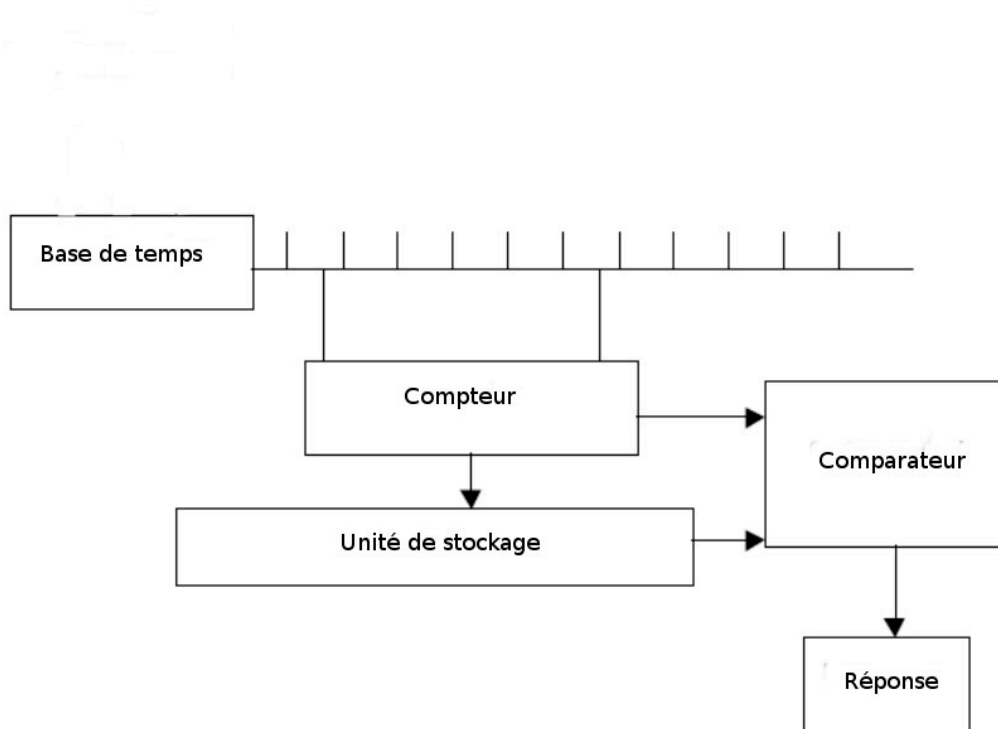 Base de temps
Compteur
Comparateur
Unité de stockage
Réponse